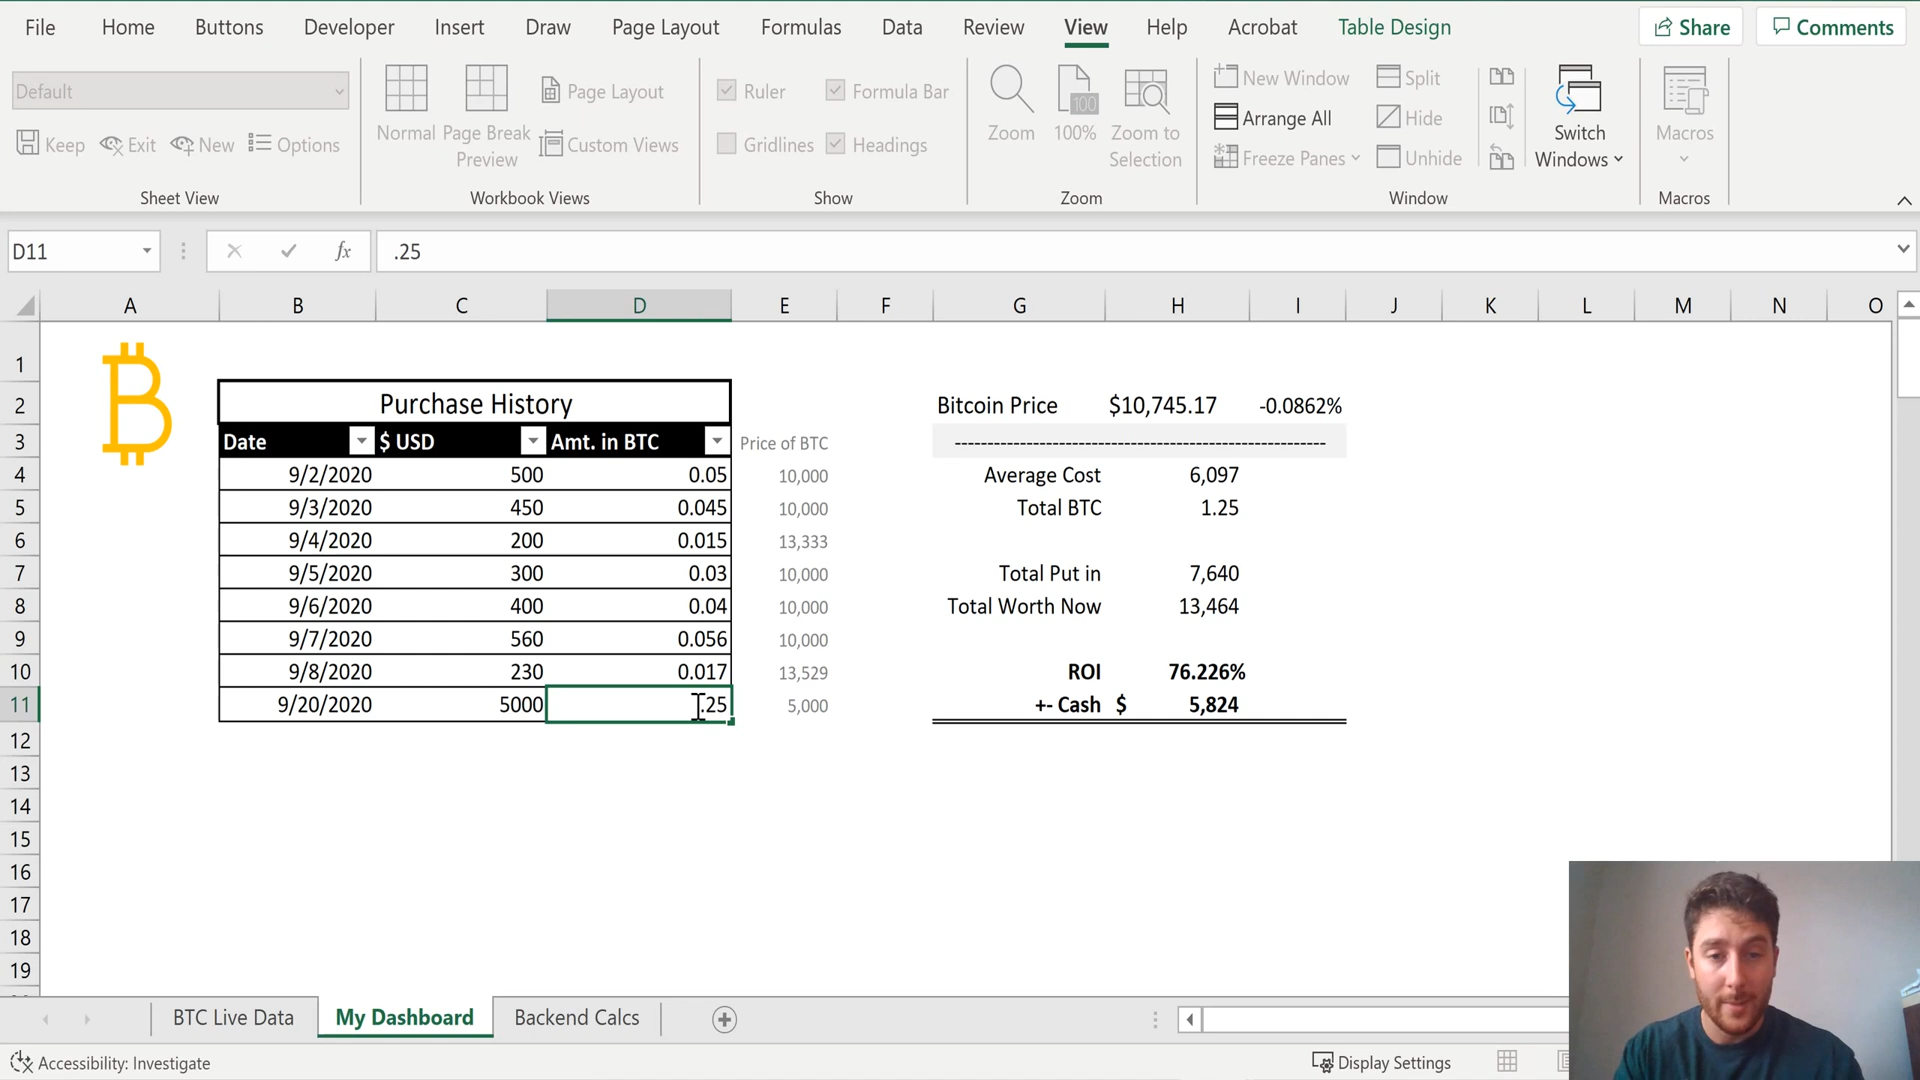 File Home Buttons Developer Insert Draw Page Layout Formulas Data Review View Help Acrobat Table Design Share Comments
Default
Keep Exit New Options
Sheet View
Normal Page Break Preview Page Layout Custom Views
Workbook Views
Ruler Formula Bar
Gridlines Headings
Show
Zoom 100% Zoom to Selection
100
Zoom
New Window Split
Arrange All Hide
Freeze Panes Unhide
Switch Windows
Window
Macros
Macros
D11 fx .25
A B C D E F G H I J K L M N O
1
2 Purchase History Bitcoin Price $10,745.17 -0.0862%
3 Date $ USD Amt. in BTC Price of BTC ---------------------------------------------------------
4 9/2/2020 500 0.05 10,000 Average Cost 6,097
5 9/3/2020 450 0.045 10,000 Total BTC 1.25
6 9/4/2020 200 0.015 13,333
7 9/5/2020 300 0.03 10,000 Total Put in 7,640
8 9/6/2020 400 0.04 10,000 Total Worth Now 13,464
9 9/7/2020 560 0.056 10,000
10 9/8/2020 230 0.017 13,529 ROI 76.226%
11 9/20/2020 5000 .25 5,000 +- Cash $ 5,824
12
13
14
15
16
17
18
19
BTC Live Data My Dashboard Backend Calcs
Accessibility: Investigate Display Settings